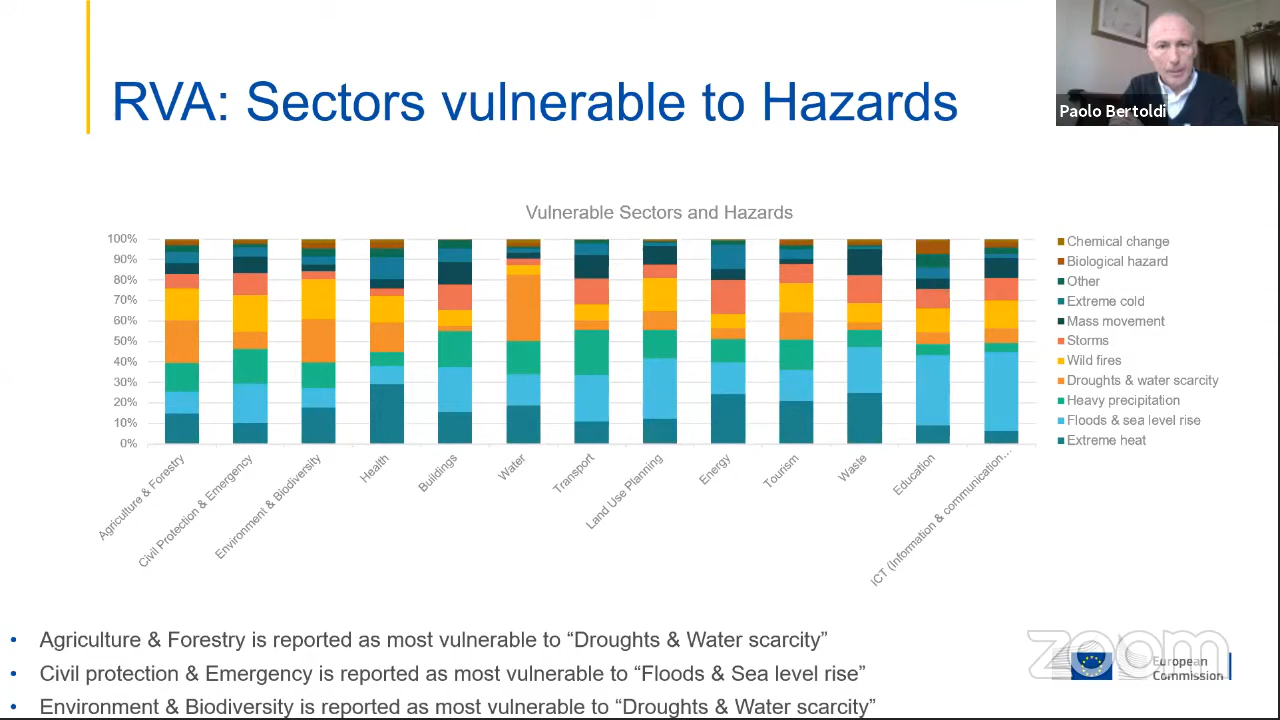 RVA: Sectors vulnerable to Hazards
Paolo Bertoldi
Vulnerable Sectors and Hazards
100%
90%
80%
70%
60%
50%
40%
30%
20%
10%
0%
Agriculture & Forestry
Civil Protection & Emergency
Environment & Biodiversity
Health
Buildings
Water
Transport
Land Use Planning
Energy
Tourism
Waste
Education
ICT (Information & communication...
Chemical change
Biological hazard
Other
Extreme cold
Mass movement
Storms
Wild fires
Droughts & water scarcity
Heavy precipitation
Floods & sea level rise
Extreme heat
• Agriculture & Forestry is reported as most vulnerable to “Droughts & Water scarcity”
• Civil protection & Emergency is reported as most vulnerable to “Floods & Sea level rise”
• Environment & Biodiversity is reported as most vulnerable to “Droughts & Water scarcity”
zoom
European
Commission